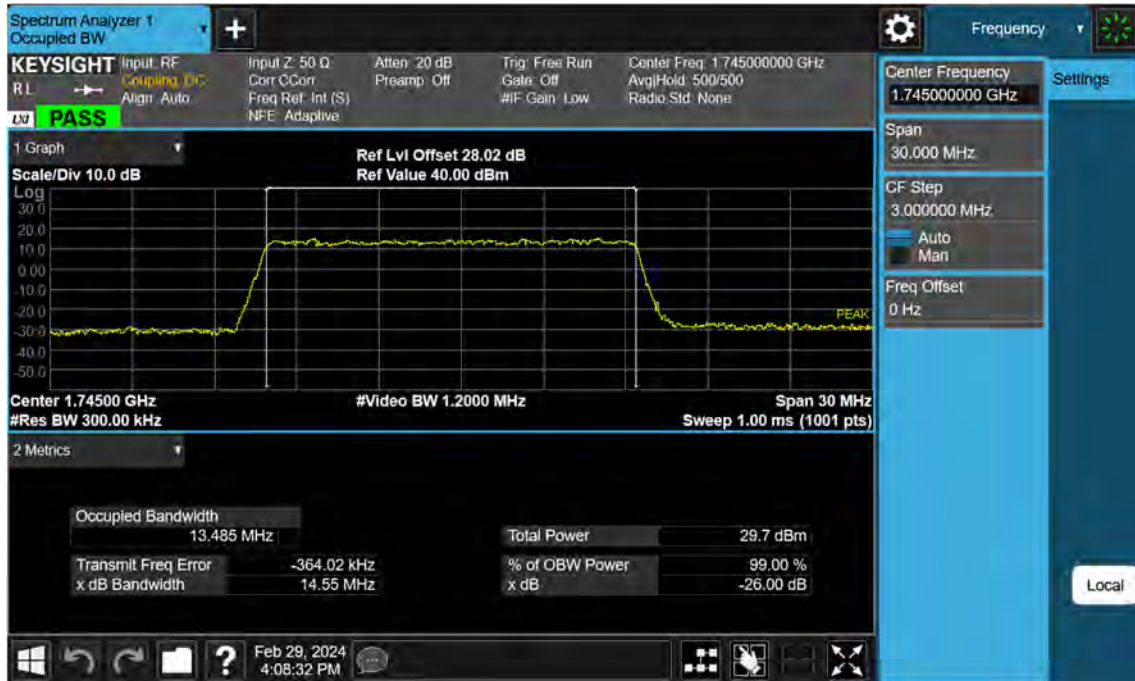 Spectrum Analyzer 1
Occupied BW
+
Frequency
KEYSIGHT
RL
LXI PASS
Input: RF
Coupling: DC
Align: Auto
Input Z: 50 Ω
Corr CCorr
Freq Ref: Int (S)
NFE: Adaptive
Atten: 20 dB
Preamp: Off
Trig: Free Run
Gate: Off
#IF Gain: Low
Center Freq: 1.745000000 GHz
Avg|Hold: 500/500
Radio Std: None
Center Frequency
1.745000000 GHz
Settings
Span
30.000 MHz
CF Step
3.000000 MHz
Auto
Man
Freq Offset
0 Hz
1 Graph
Scale/Div 10.0 dB
Ref Lvl Offset 28.02 dB
Ref Value 40.00 dBm
Log
30.0
20.0
10.0
0.00
-10.0
-20.0
-30.0
-40.0
-50.0
PEAK
Center 1.74500 GHz
#Video BW 1.2000 MHz
Span 30 MHz
#Res BW 300.00 kHz
Sweep 1.00 ms (1001 pts)
2 Metrics
Occupied Bandwidth
13.485 MHz
Total Power 29.7 dBm
Transmit Freq Error -364.02 kHz
% of OBW Power 99.00 %
x dB Bandwidth 14.55 MHz
x dB -26.00 dB
Local
?
Feb 29, 2024
4:08:32 PM